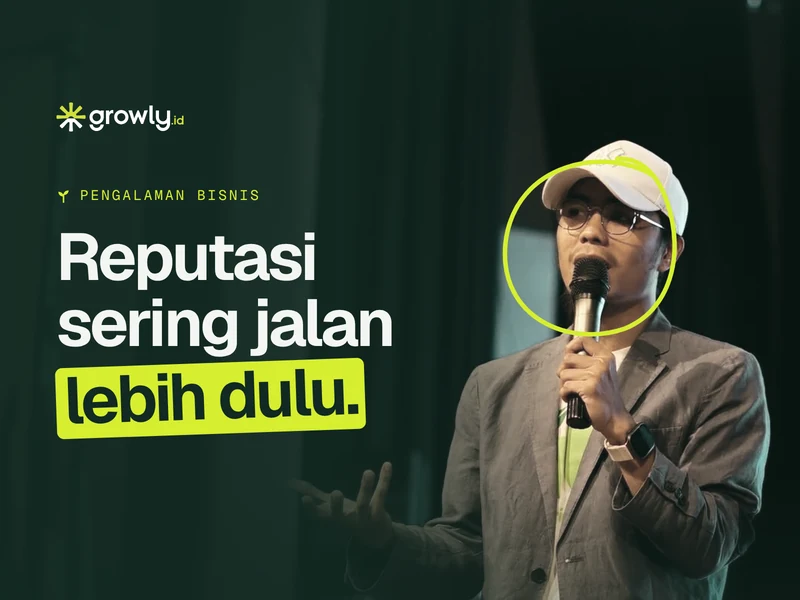 growly.id
PENGALAMAN BISNIS
Reputasi
sering jalan
lebih dulu.